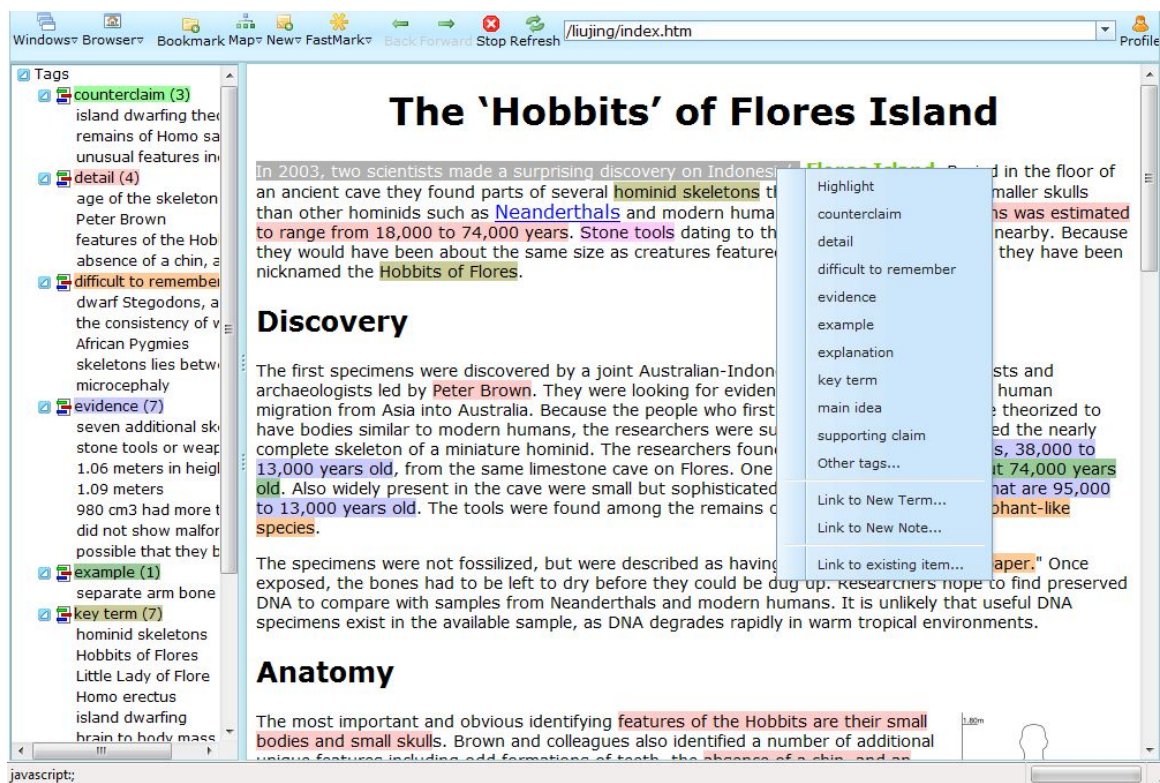 Windows▿ Browser▿ Bookmark Map▿ New▿ FastMark▿ Back Forward Stop Refresh /liujing/index.htm Profile
Tags
counterclaim (3)
island dwarfing theo
remains of Homo sa
unusual features in
detail (4)
age of the skeleton
Peter Brown
features of the Hob
absence of a chin, a
difficult to remember
dwarf Stegodons, a
the consistency of w
African Pygmies
skeletons lies betw
microcephaly
evidence (7)
seven additional ske
stone tools or weap
1.06 meters in heigh
1.09 meters
980 cm3 had more t
did not show malfor
possible that they b
example (1)
separate arm bone
key term (7)
hominid skeletons
Hobbits of Flores
Little Lady of Flore
Homo erectus
island dwarfing
brain to body mass
The ‘Hobbits’ of Flores Island
In 2003, two scientists made a surprising discovery on Indonesia' Flores Island. in the floor of
an ancient cave they found parts of several hominid skeletons smaller skulls
than other hominids such as Neanderthals and modern huma ns was estimated
to range from 18,000 to 74,000 years. Stone tools dating to th nearby. Because
they would have been about the same size as creatures feature they have been
nicknamed the Hobbits of Flores.
Discovery
The first specimens were discovered by a joint Australian-Indon sts and
archaeologists led by Peter Brown. They were looking for eviden human
migration from Asia into Australia. Because the people who first theorized to
have bodies similar to modern humans, the researchers were su ed the nearly
complete skeleton of a miniature hominid. The researchers foun s, 38,000 to
13,000 years old, from the same limestone cave on Flores. One t 74,000 years
old. Also widely present in the cave were small but sophisticated hat are 95,000
to 13,000 years old. The tools were found among the remains phant-like
species.
The specimens were not fossilized, but were described as having aper." Once
exposed, the bones had to be left to dry before they could be dug up. Researchers hope to find preserved
DNA to compare with samples from Neanderthals and modern humans. It is unlikely that useful DNA
specimens exist in the available sample, as DNA degrades rapidly in warm tropical environments.
Anatomy
The most important and obvious identifying features of the Hobbits are their small
bodies and small skulls. Brown and colleagues also identified a number of additional
unique features including odd formations of teeth, the absence of a chin, and an
1.80m
Highlight
counterclaim
detail
difficult to remember
evidence
example
explanation
key term
main idea
supporting claim
Other tags...
Link to New Term...
Link to New Note...
Link to existing item...
javascript:;